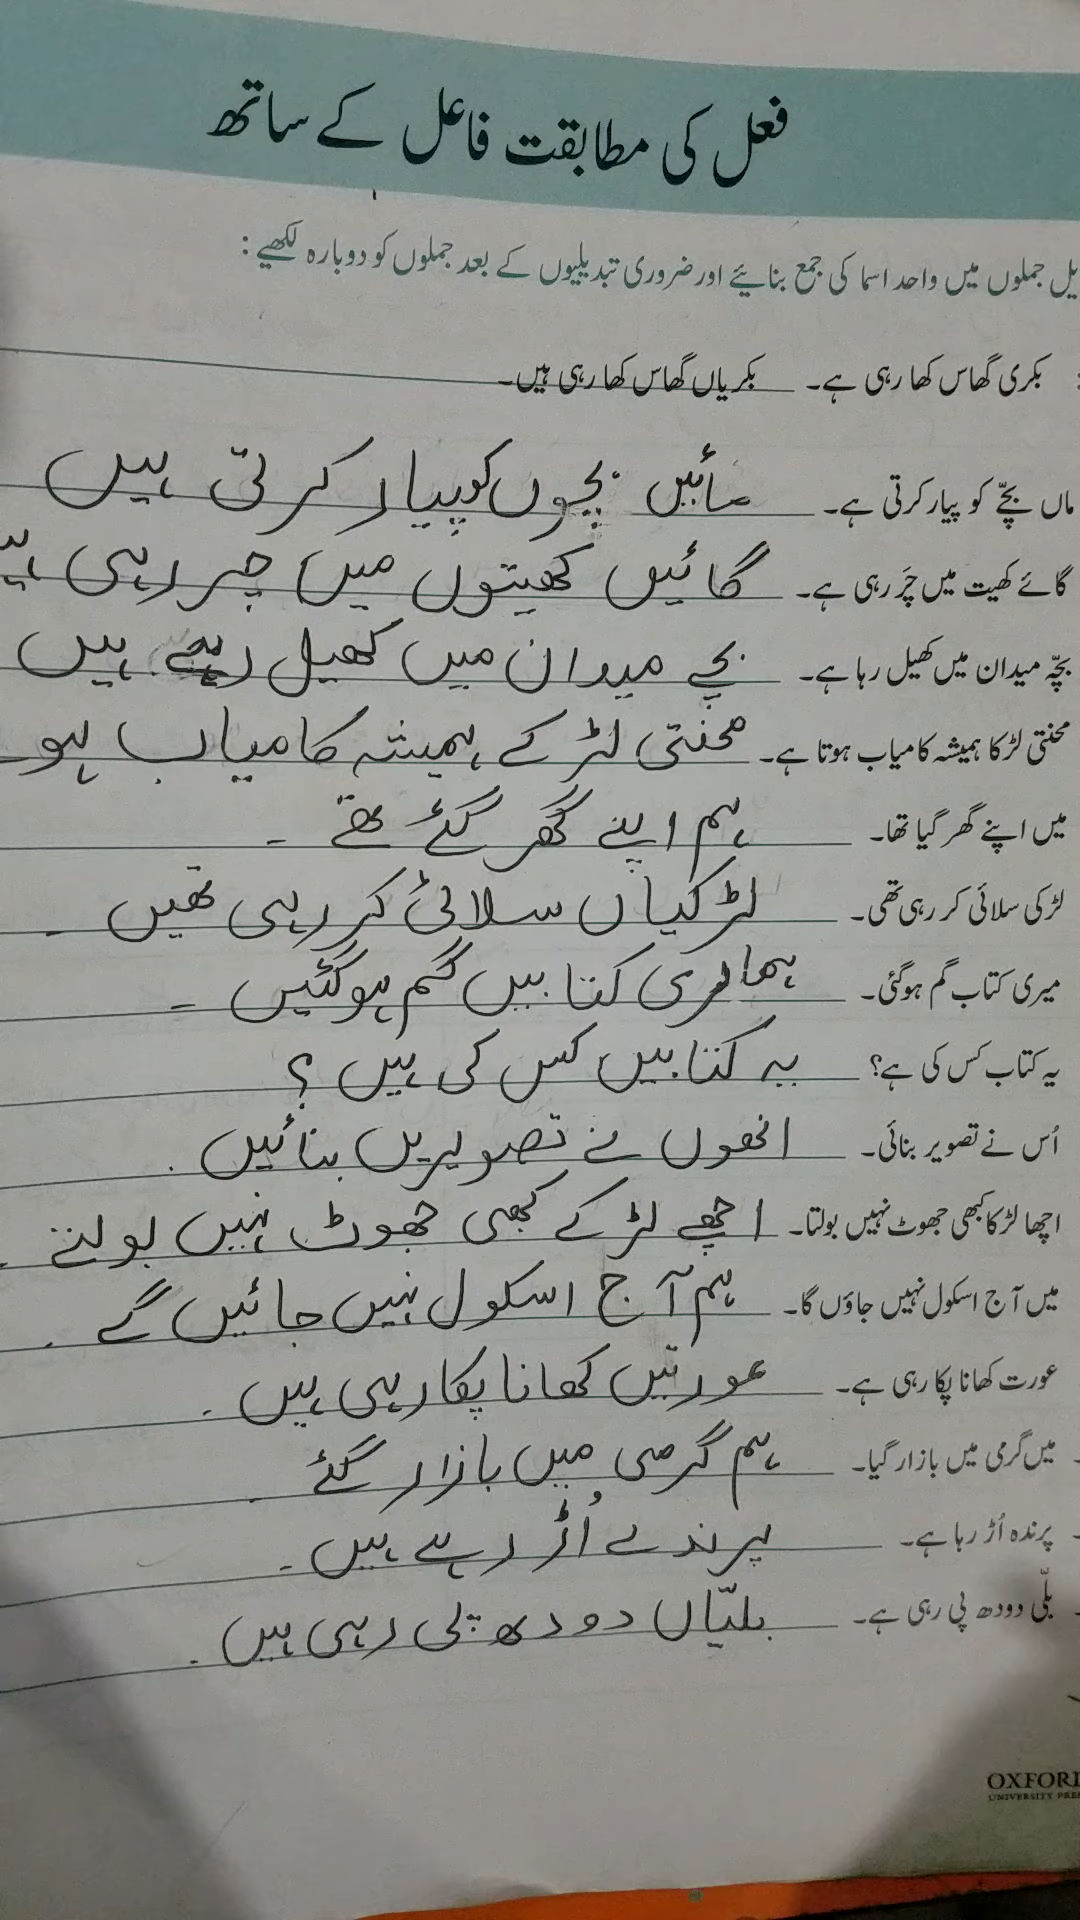 فعل کی مطابقت فاعل کے ساتھ
یل جملوں میں واحد اسما کی جمع بنائیے اور ضروری تبدیلیوں کے بعد جملوں کو دوبارہ لکھیے:
: بکری گھاس کھا رہی ہے۔ بکریاں گھاس کھا رہی ہیں۔
ماں بچّے کو پیار کرتی ہے۔ مائیں بچوں کو پیار کرتی ہیں
گائے کھیت میں چَر رہی ہے۔ گائیں کھیتوں میں چر رہی
بچّہ میدان میں کھیل رہا ہے۔ بچے میدان میں کھیل رہے ہیں
محنتی لڑکا ہمیشہ کامیاب ہوتا ہے۔ محنتی لڑکے ہمیشہ کامیاب ہو
میں اپنے گھر گیا تھا۔ ہم اپنے گھر گئے تھے ۔
لڑکی سلائی کر رہی تھی۔ لڑکیاں سلائی کر رہی تھیں ۔
میری کتاب گم ہوگئی۔ ہماری کتابیں گم ہوگئیں ۔
یہ کتاب کس کی ہے؟ یہ کتابیں کس کی ہیں ؟
اُس نے تصویر بنائی۔ انھوں نے تصویریں بنائیں .
اچھا لڑکا کبھی جھوٹ نہیں بولتا۔ اچھے لڑکے کبھی جھوٹ نہیں بولتے .
میں آج اسکول نہیں جاؤں گا۔ ہم آج اسکول نہیں جائیں گے .
عورت کھانا پکا رہی ہے۔ عورتیں کھانا پکا رہی ہیں .
میں گرمی میں بازار گیا۔ ہم گرمی میں بازار گئے .
پرندہ اُڑ رہا ہے۔ پرندے اُڑ رہے ہیں ۔
بلّی دودھ پی رہی ہے۔ بلیّاں دودھ پی رہی ہیں .
OXFORD
UNIVERSITY PRES